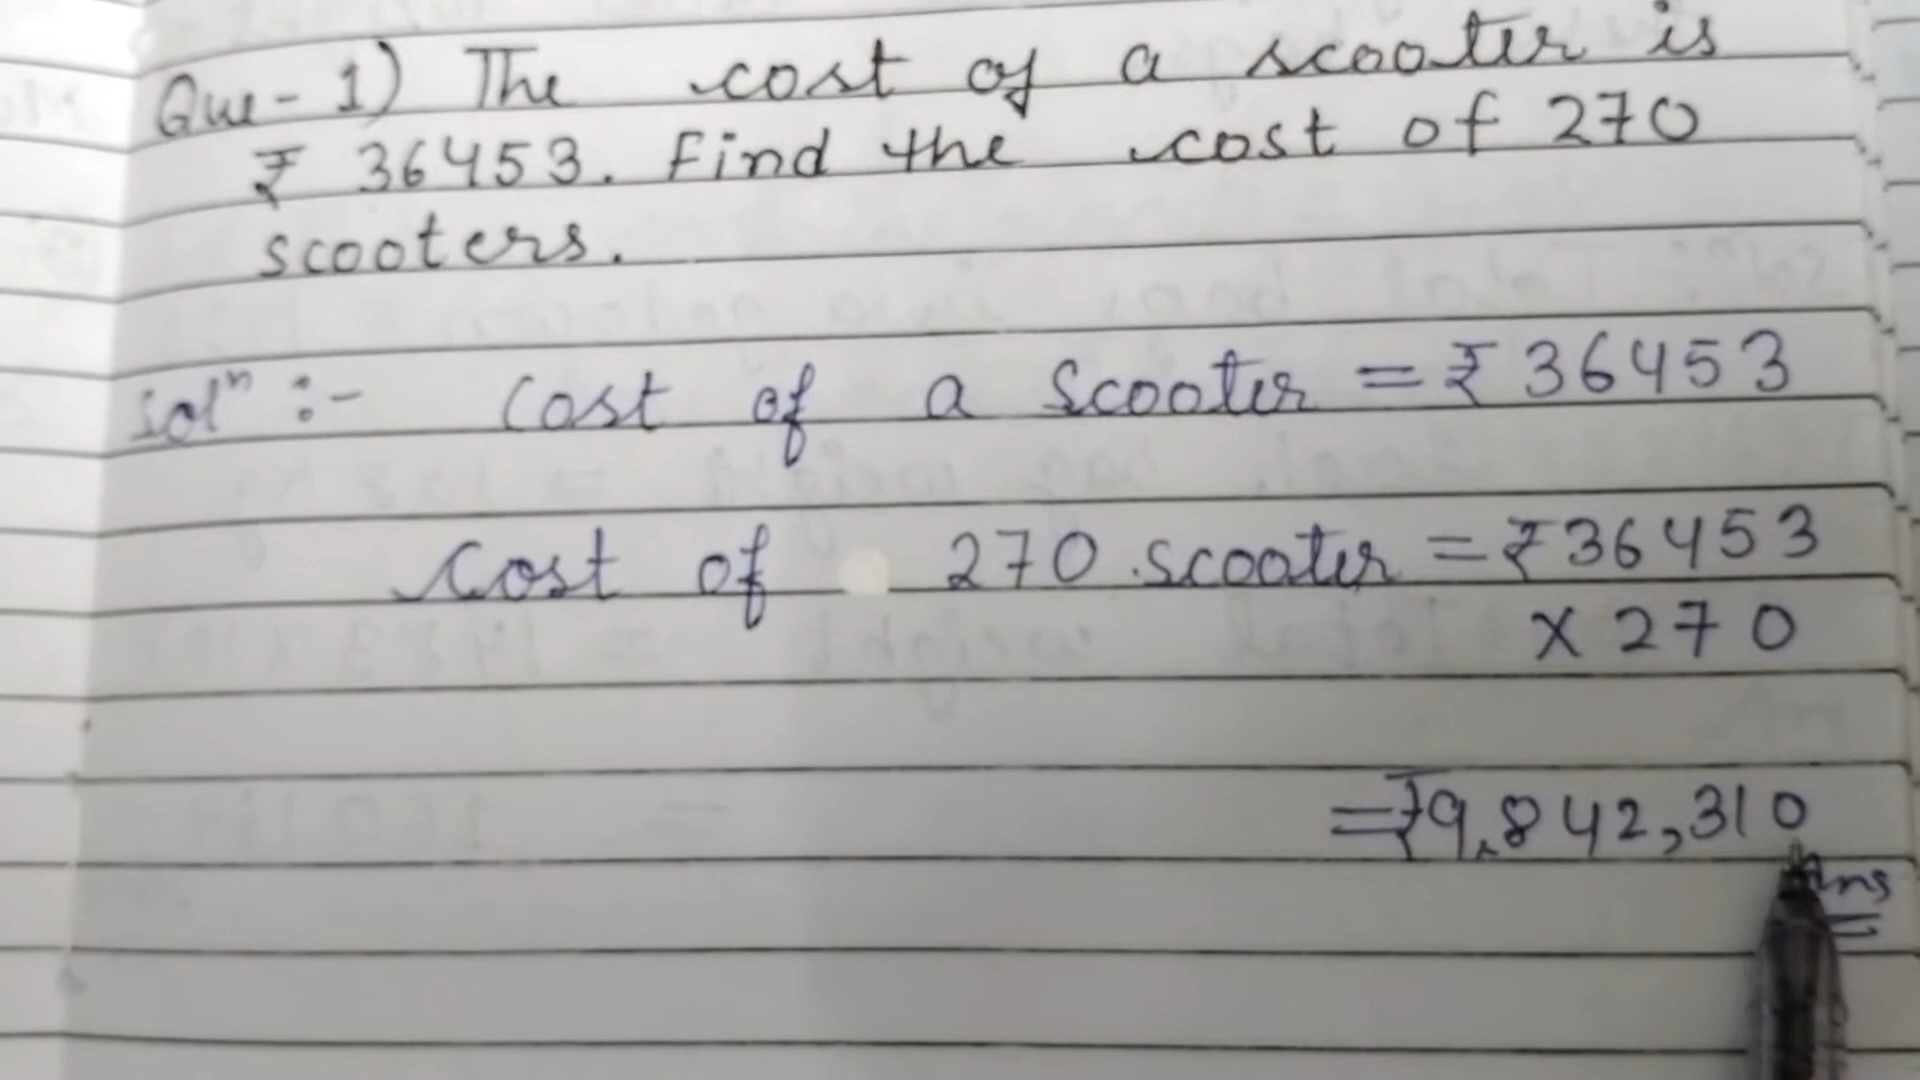 Que-1) The cost of a scooter is
₹ 36453. Find the cost of 270
scooters.
Solⁿ :- Cost of a Scooter = ₹ 36453
Cost of 270 scooter = ₹ 36453
x 270
= ₹9,842,310
Ans